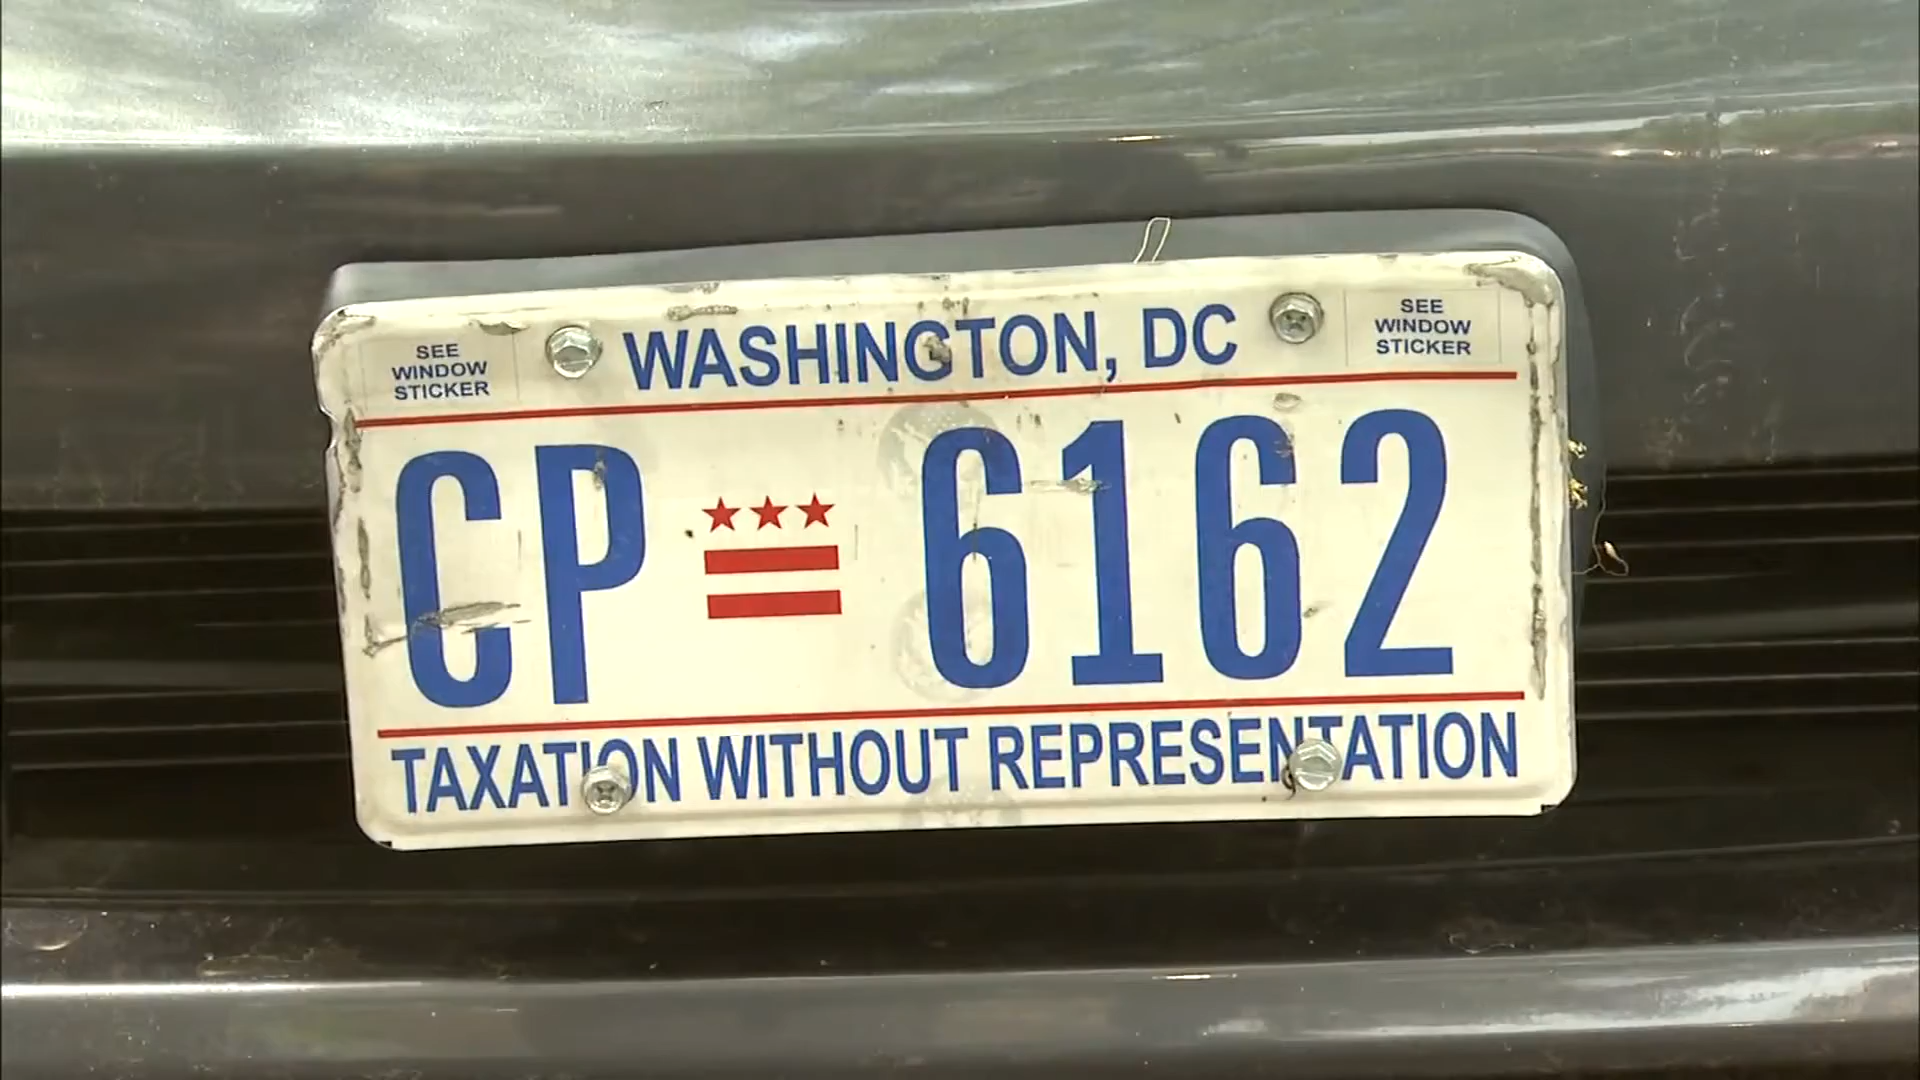 SEE
WINDOW
STICKER
WASHINGTON, DC
SEE
WINDOW
STICKER
CP 6162
TAXATION WITHOUT REPRESENTATION